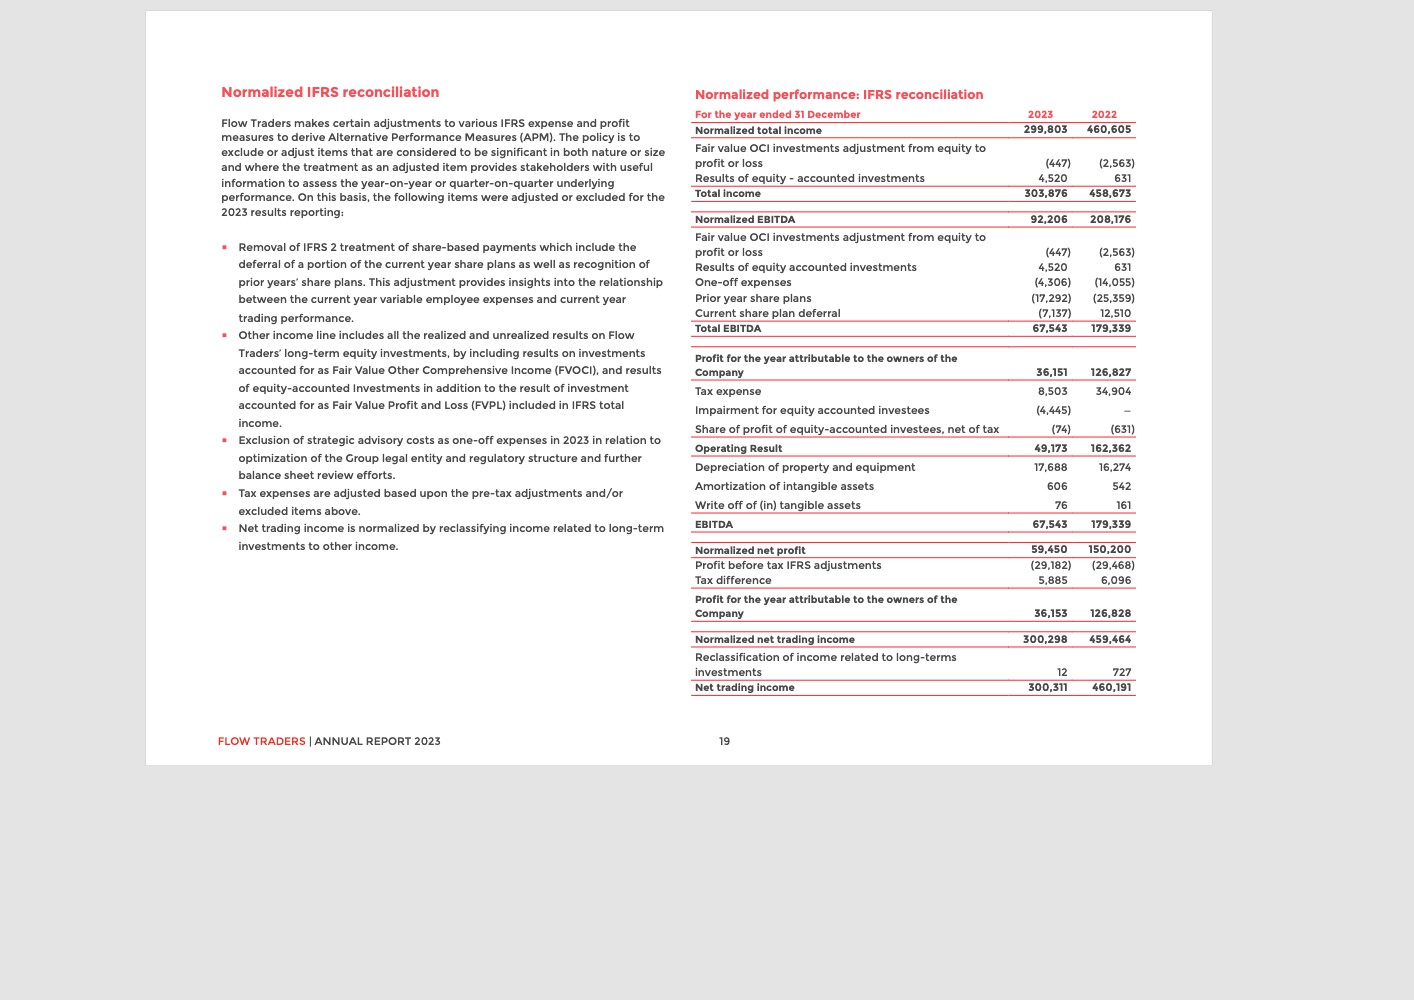 Normalized IFRS reconciliation
Flow Traders makes certain adjustments to various IFRS expense and profit
measures to derive Alternative Performance Measures (APM). The policy is to
exclude or adjust items that are considered to be significant in both nature or size
and where the treatment as an adjusted item provides stakeholders with useful
information to assess the year-on-year or quarter-on-quarter underlying
performance. On this basis, the following items were adjusted or excluded for the
2023 results reporting:
▪ Removal of IFRS 2 treatment of share-based payments which include the
deferral of a portion of the current year share plans as well as recognition of
prior years' share plans. This adjustment provides insights into the relationship
between the current year variable employee expenses and current year
trading performance.
▪ Other income line includes all the realized and unrealized results on Flow
Traders' long-term equity investments, by including results on investments
accounted for as Fair Value Other Comprehensive Income (FVOCI), and results
of equity-accounted Investments in addition to the result of investment
accounted for as Fair Value Profit and Loss (FVPL) included in IFRS total
income.
▪ Exclusion of strategic advisory costs as one-off expenses in 2023 in relation to
optimization of the Group legal entity and regulatory structure and further
balance sheet review efforts.
▪ Tax expenses are adjusted based upon the pre-tax adjustments and/or
excluded items above.
▪ Net trading income is normalized by reclassifying income related to long-term
investments to other income.
Normalized performance: IFRS reconciliation
For the year ended 31 December 2023 2022
Normalized total income 299,803 460,605
Fair value OCI investments adjustment from equity to
profit or loss (447) (2,563)
Results of equity - accounted investments 4,520 631
Total income 303,876 458,673
Normalized EBITDA 92,206 208,176
Fair value OCI investments adjustment from equity to
profit or loss (447) (2,563)
Results of equity accounted investments 4,520 631
One-off expenses (4,306) (14,055)
Prior year share plans (17,292) (25,359)
Current share plan deferral (7,137) 12,510
Total EBITDA 67,543 179,339
Profit for the year attributable to the owners of the
Company 36,151 126,827
Tax expense 8,503 34,904
Impairment for equity accounted investees (4,445) —
Share of profit of equity-accounted investees, net of tax (74) (631)
Operating Result 49,173 162,362
Depreciation of property and equipment 17,688 16,274
Amortization of intangible assets 606 542
Write off of (in) tangible assets 76 161
EBITDA 67,543 179,339
Normalized net profit 59,450 150,200
Profit before tax IFRS adjustments (29,182) (29,468)
Tax difference 5,885 6,096
Profit for the year attributable to the owners of the
Company 36,153 126,828
Normalized net trading income 300,298 459,464
Reclassification of income related to long-terms
investments 12 727
Net trading income 300,311 460,191
FLOW TRADERS | ANNUAL REPORT 2023 19